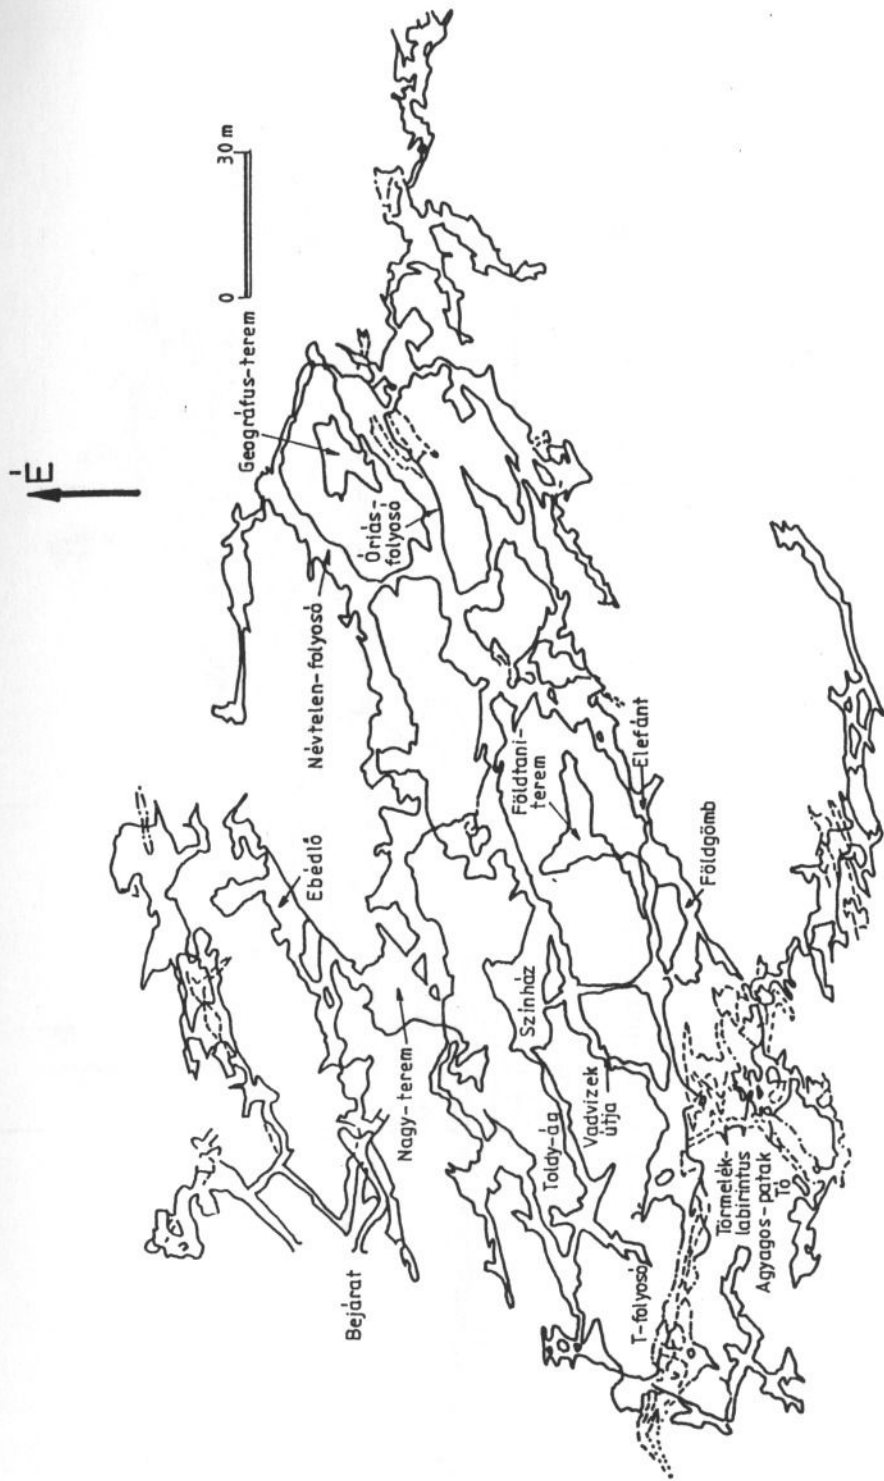 É
0 30 m
Geográfus-terem
Óriás-
folyosó
Névtelen-folyosó
Ebédlő
Földtani-
terem
Elefánt
Földgömb
Színház
Nagy-terem
Vadvizek
útja
Toldy-ág
Bejárat
T-folyosó
Törmelék-
labirintus
Agyagos-patak
Tó